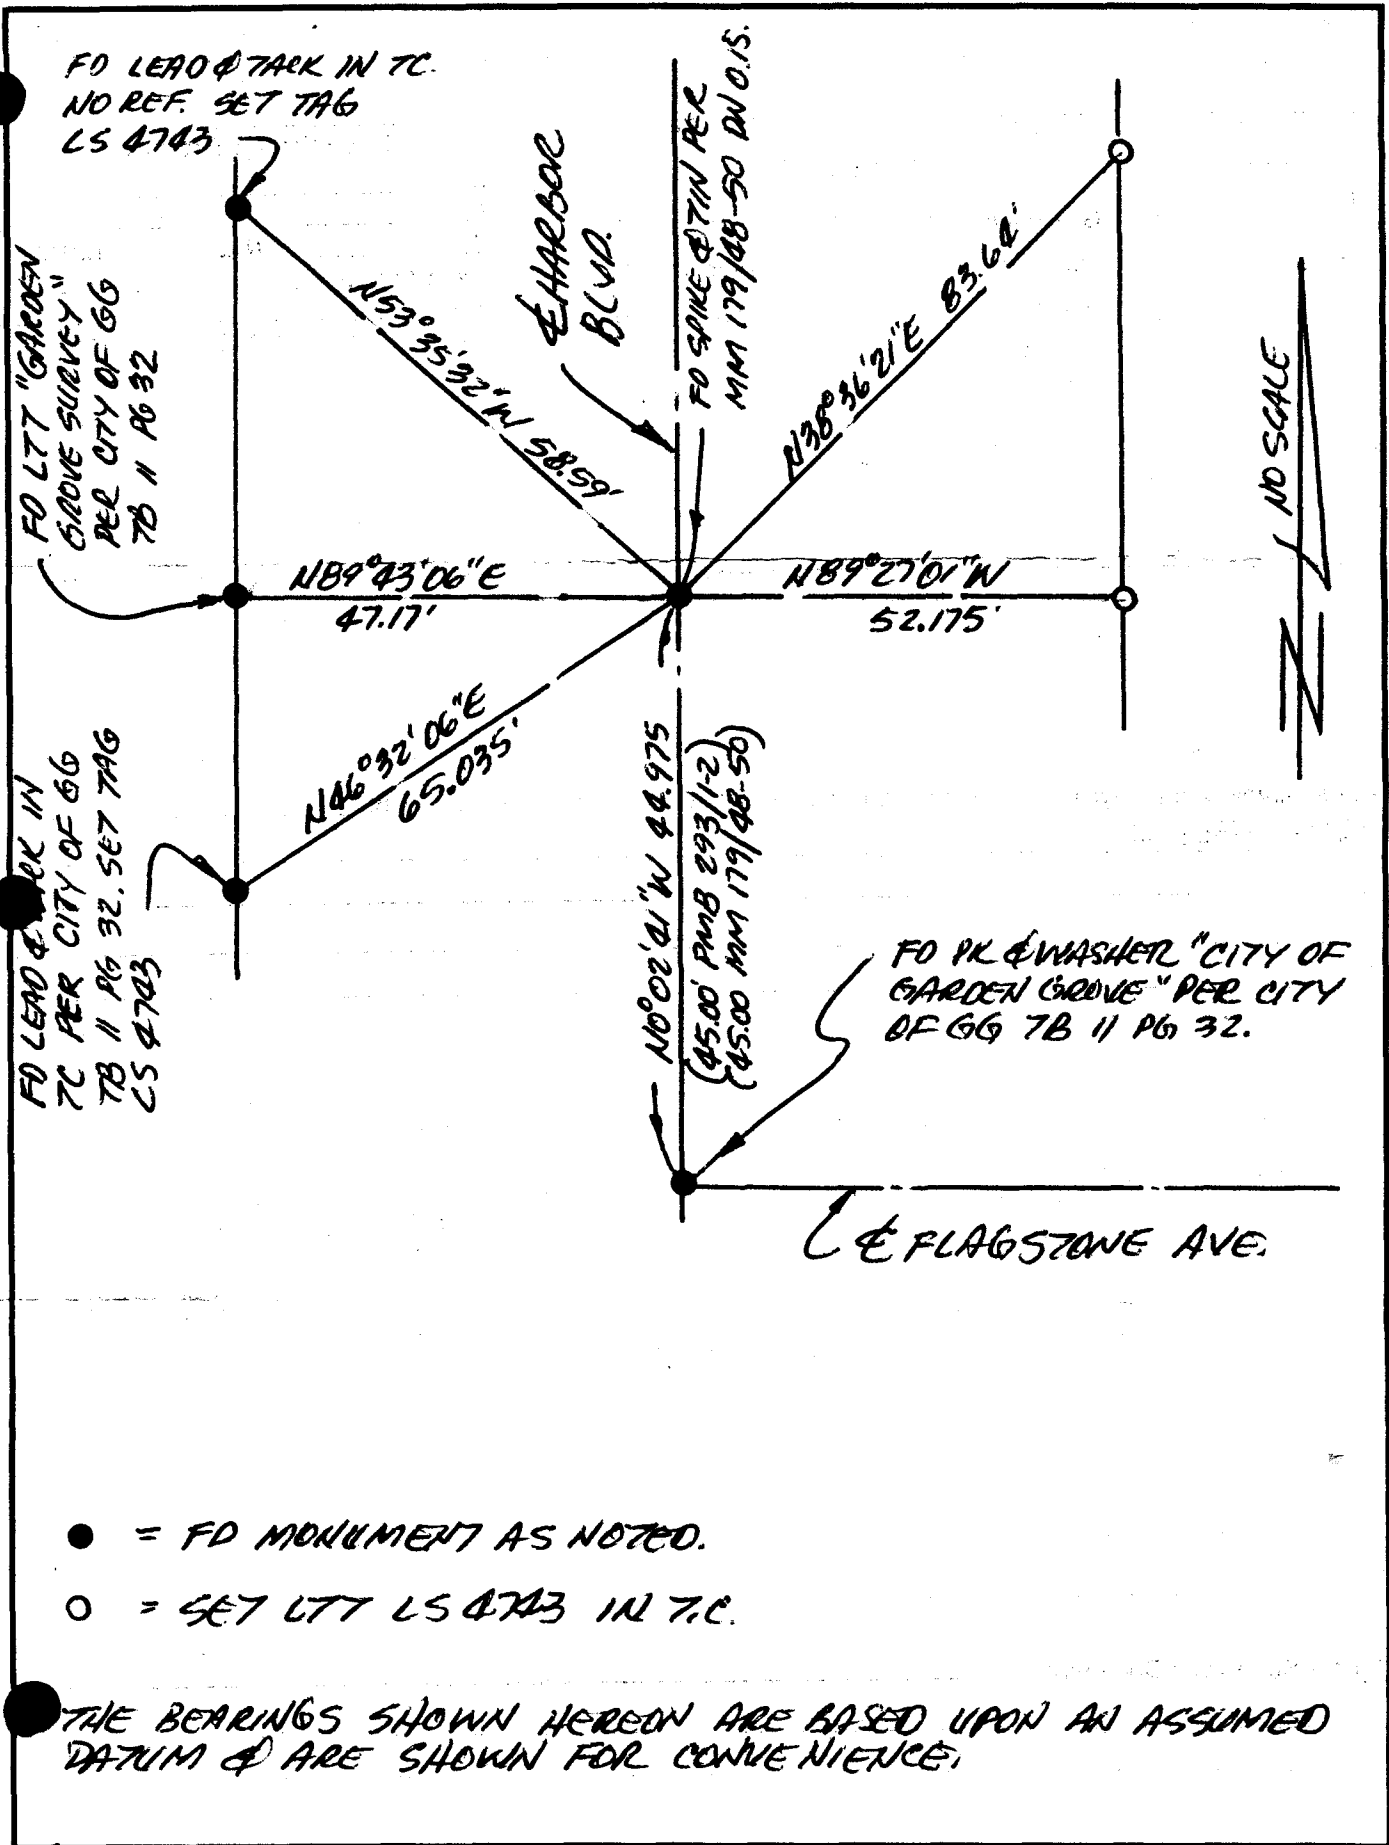 FD LEAD & TACK IN TC.
NO REF. SET TAG
LS 4743
FD LTT "GARDEN
GROVE SURVEY"
PER CITY OF GG
TB 11 PG 32
FD LEAD & IN
TC PER CITY OF GG
TB 11 PG 32. SET TAG
LS 4743
℄ HARBOR
BLVD.
FD SPIKE & TIN PER
MM 179/48-50 DN 0.15.
N53°35'32"W 58.59'
N38°36'21"E 83.64'
N89°43'06"E
47.17'
N89°27'01"W
52.175'
N46°32'06"E
65.035'
N0°02'41"W 44.975
(45.00' PMB 293/1-2)
(45.00 MM 179/48-50)
NO SCALE
N
FD PK & WASHER "CITY OF
GARDEN GROVE" PER CITY
OF GG TB 11 PG 32.
℄ FLAGSTONE AVE.
● = FD MONUMENT AS NOTED.
○ = SET LTT LS 4743 IN T.C.
THE BEARINGS SHOWN HEREON ARE BASED UPON AN ASSUMED
DATUM & ARE SHOWN FOR CONVENIENCE.